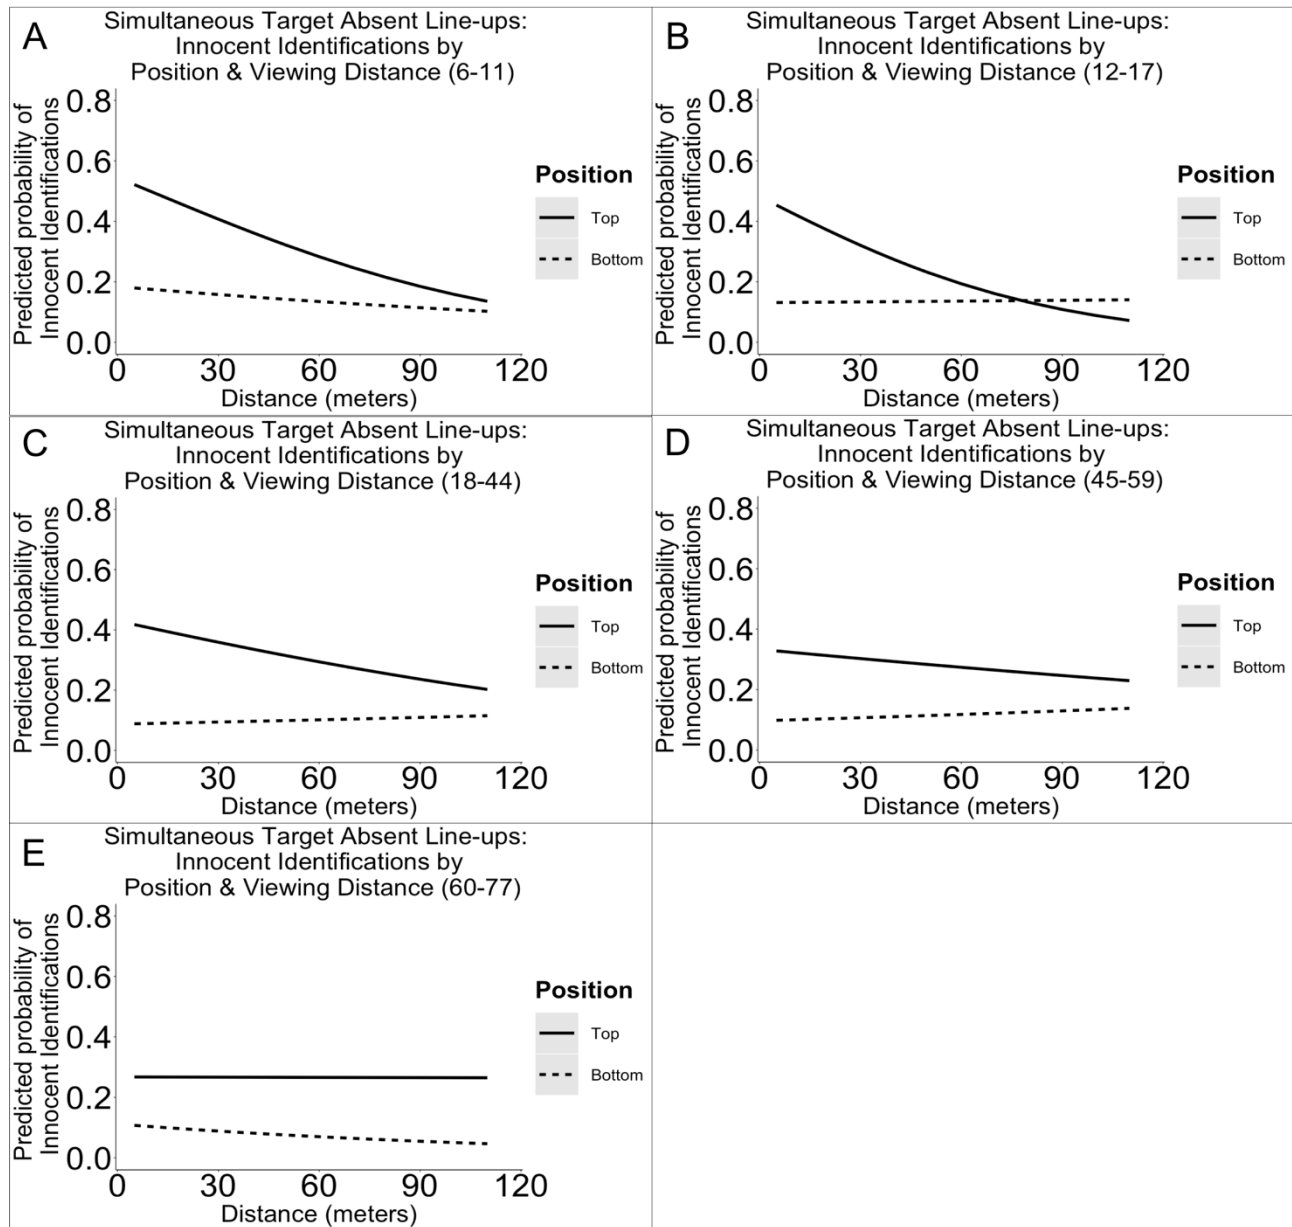 A
Simultaneous Target Absent Line-ups:
Innocent Identifications by
Position & Viewing Distance (6-11)
Predicted probability of
Innocent Identifications
0.8
0.6
0.4
0.2
0.0
0 30 60 90 120
Distance (meters)
Position
Top
Bottom
B
Simultaneous Target Absent Line-ups:
Innocent Identifications by
Position & Viewing Distance (12-17)
Predicted probability of
Innocent Identifications
0.8
0.6
0.4
0.2
0.0
0 30 60 90 120
Distance (meters)
Position
Top
Bottom
C
Simultaneous Target Absent Line-ups:
Innocent Identifications by
Position & Viewing Distance (18-44)
Predicted probability of
Innocent Identifications
0.8
0.6
0.4
0.2
0.0
0 30 60 90 120
Distance (meters)
Position
Top
Bottom
D
Simultaneous Target Absent Line-ups:
Innocent Identifications by
Position & Viewing Distance (45-59)
Predicted probability of
Innocent Identifications
0.8
0.6
0.4
0.2
0.0
0 30 60 90 120
Distance (meters)
Position
Top
Bottom
E
Simultaneous Target Absent Line-ups:
Innocent Identifications by
Position & Viewing Distance (60-77)
Predicted probability of
Innocent Identifications
0.8
0.6
0.4
0.2
0.0
0 30 60 90 120
Distance (meters)
Position
Top
Bottom